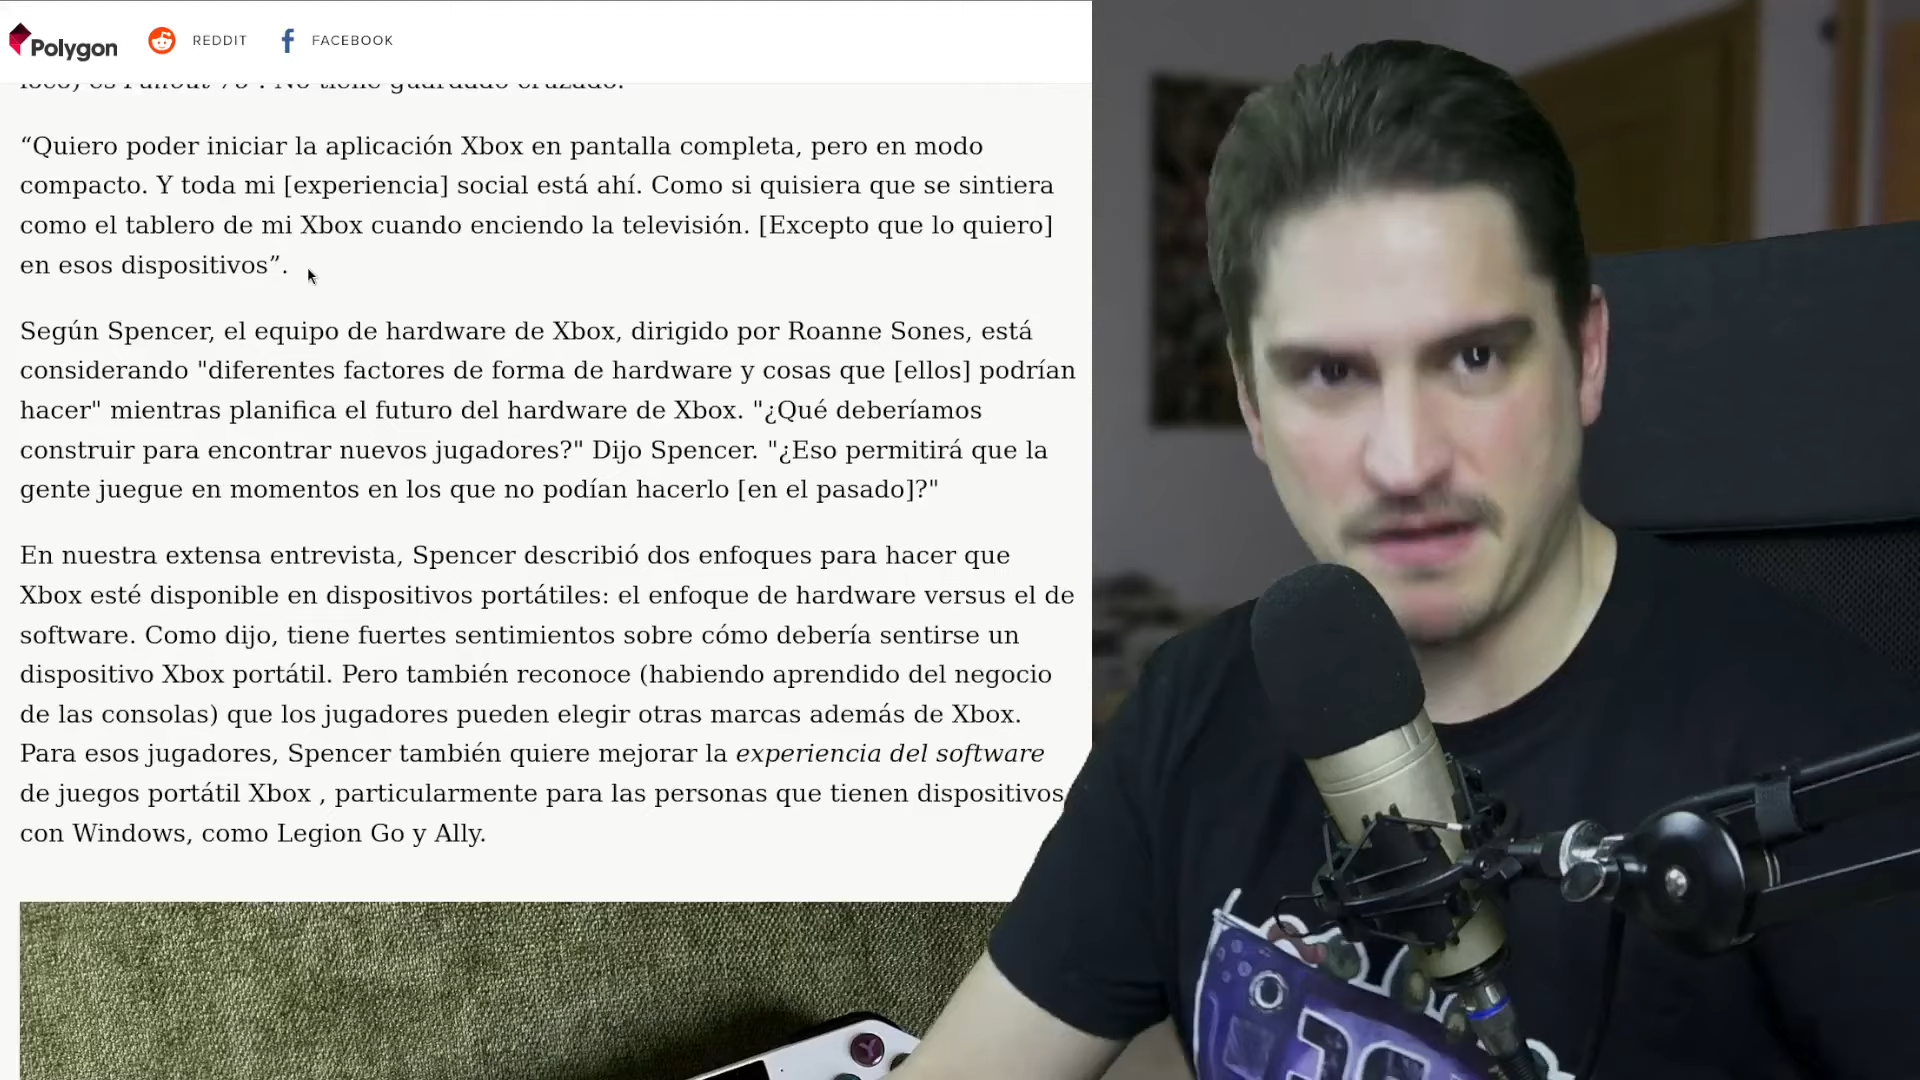 Polygon
REDDIT
FACEBOOK
loco) es Fallout 76 . No tiene guardado cruzado.
“Quiero poder iniciar la aplicación Xbox en pantalla completa, pero en modo
compacto. Y toda mi [experiencia] social está ahí. Como si quisiera que se sintiera
como el tablero de mi Xbox cuando enciendo la televisión. [Excepto que lo quiero]
en esos dispositivos”.
Según Spencer, el equipo de hardware de Xbox, dirigido por Roanne Sones, está
considerando "diferentes factores de forma de hardware y cosas que [ellos] podrían
hacer" mientras planifica el futuro del hardware de Xbox. "¿Qué deberíamos
construir para encontrar nuevos jugadores?" Dijo Spencer. "¿Eso permitirá que la
gente juegue en momentos en los que no podían hacerlo [en el pasado]?"
En nuestra extensa entrevista, Spencer describió dos enfoques para hacer que
Xbox esté disponible en dispositivos portátiles: el enfoque de hardware versus el de
software. Como dijo, tiene fuertes sentimientos sobre cómo debería sentirse un
dispositivo Xbox portátil. Pero también reconoce (habiendo aprendido del negocio
de las consolas) que los jugadores pueden elegir otras marcas además de Xbox.
Para esos jugadores, Spencer también quiere mejorar la experiencia del software
de juegos portátil Xbox , particularmente para las personas que tienen dispositivos
con Windows, como Legion Go y Ally.
Y